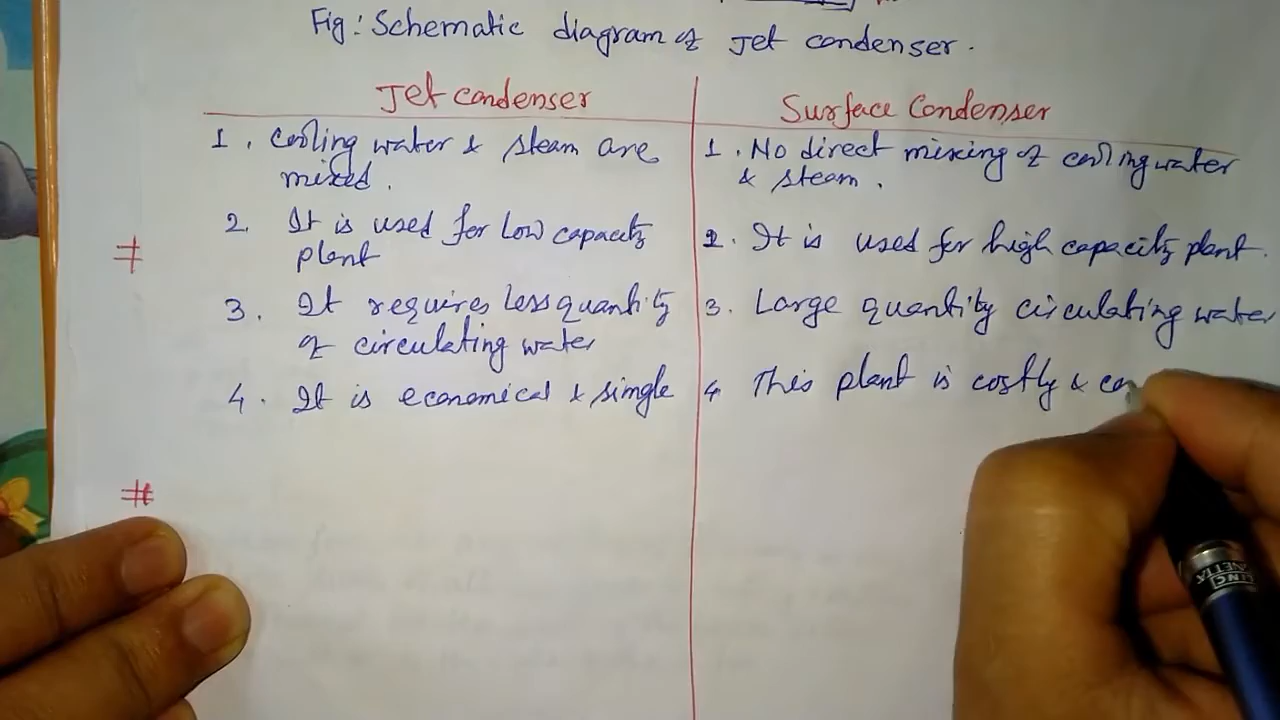 Fig: Schematic diagram of Jet condenser.
Jet condenser
Surface Condenser
1. Cooling water & steam are
mixed.
2. It is used for low capacity
plant
3. It requires less quantity
of circulating water
4. It is economical & simple
1. No direct mixing of cooling water
& steam.
2. It is used for high capacity plant.
3. Large quantity circulating water
4 This plant is costly & co